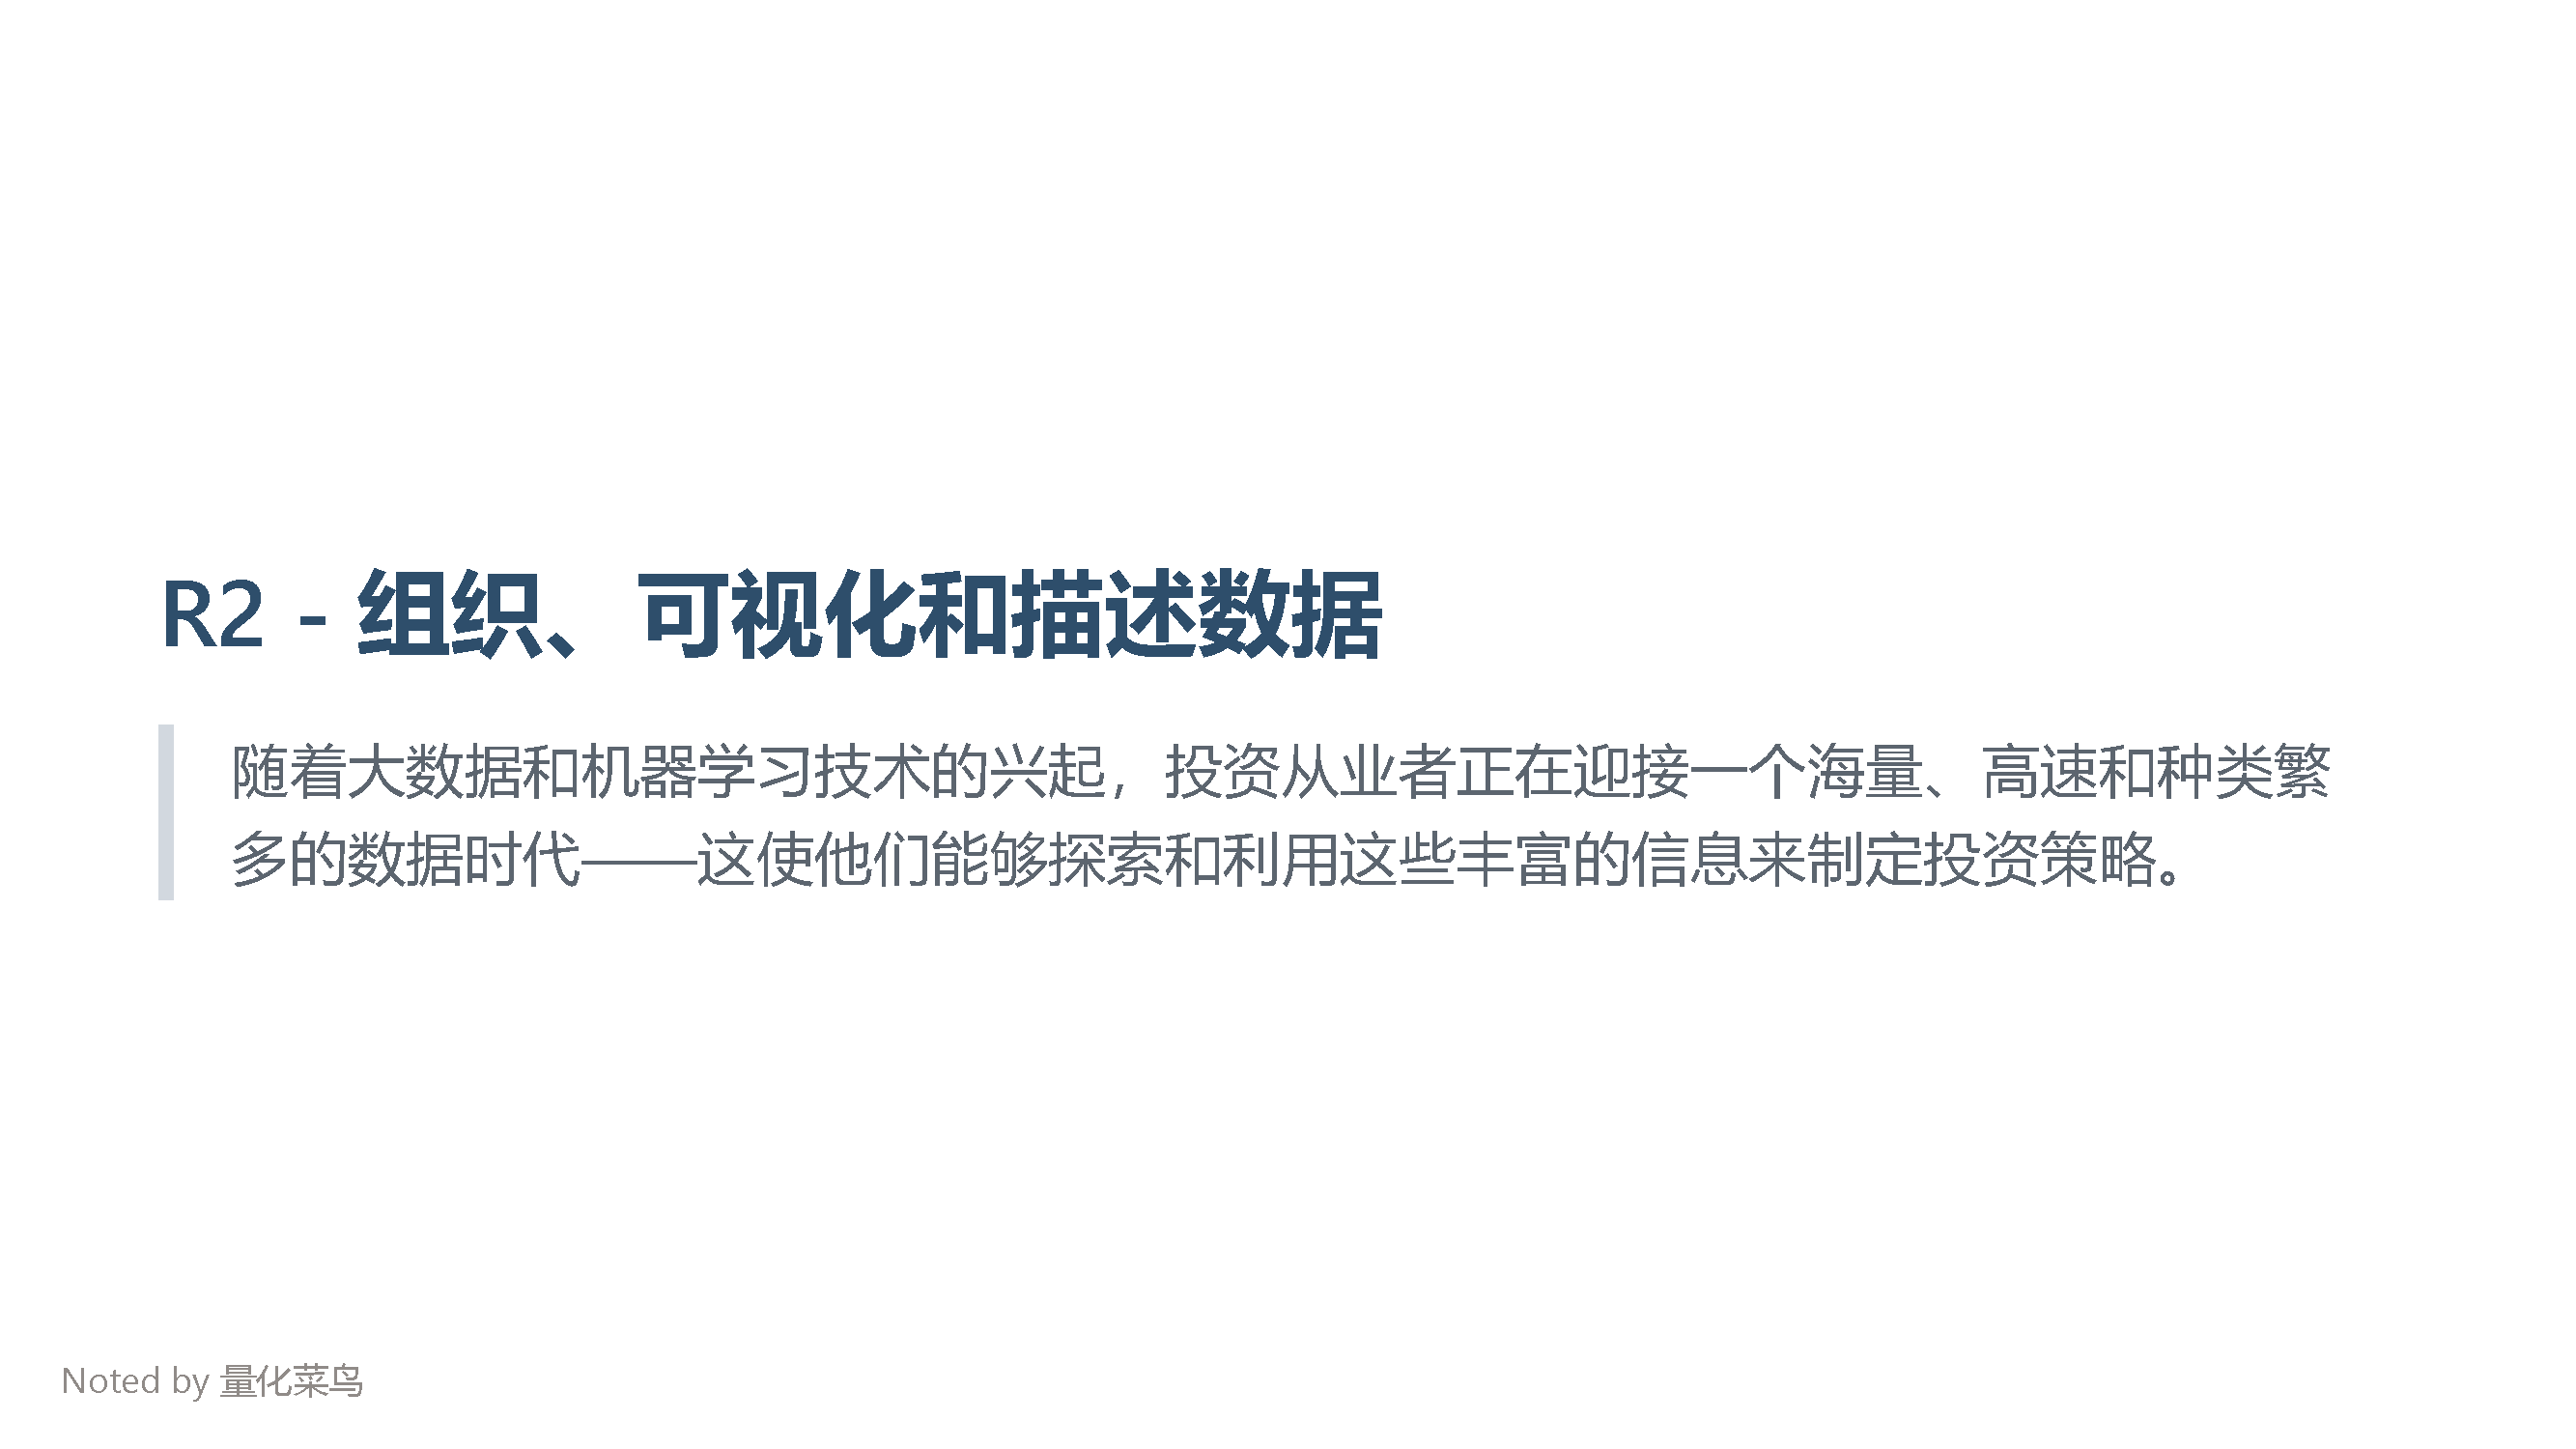 R2 - 组织、可视化和描述数据
随着大数据和机器学习技术的兴起，投资从业者正在迎接一个海量、高速和种类繁
多的数据时代——这使他们能够探索和利用这些丰富的信息来制定投资策略。
Noted by 量化菜鸟